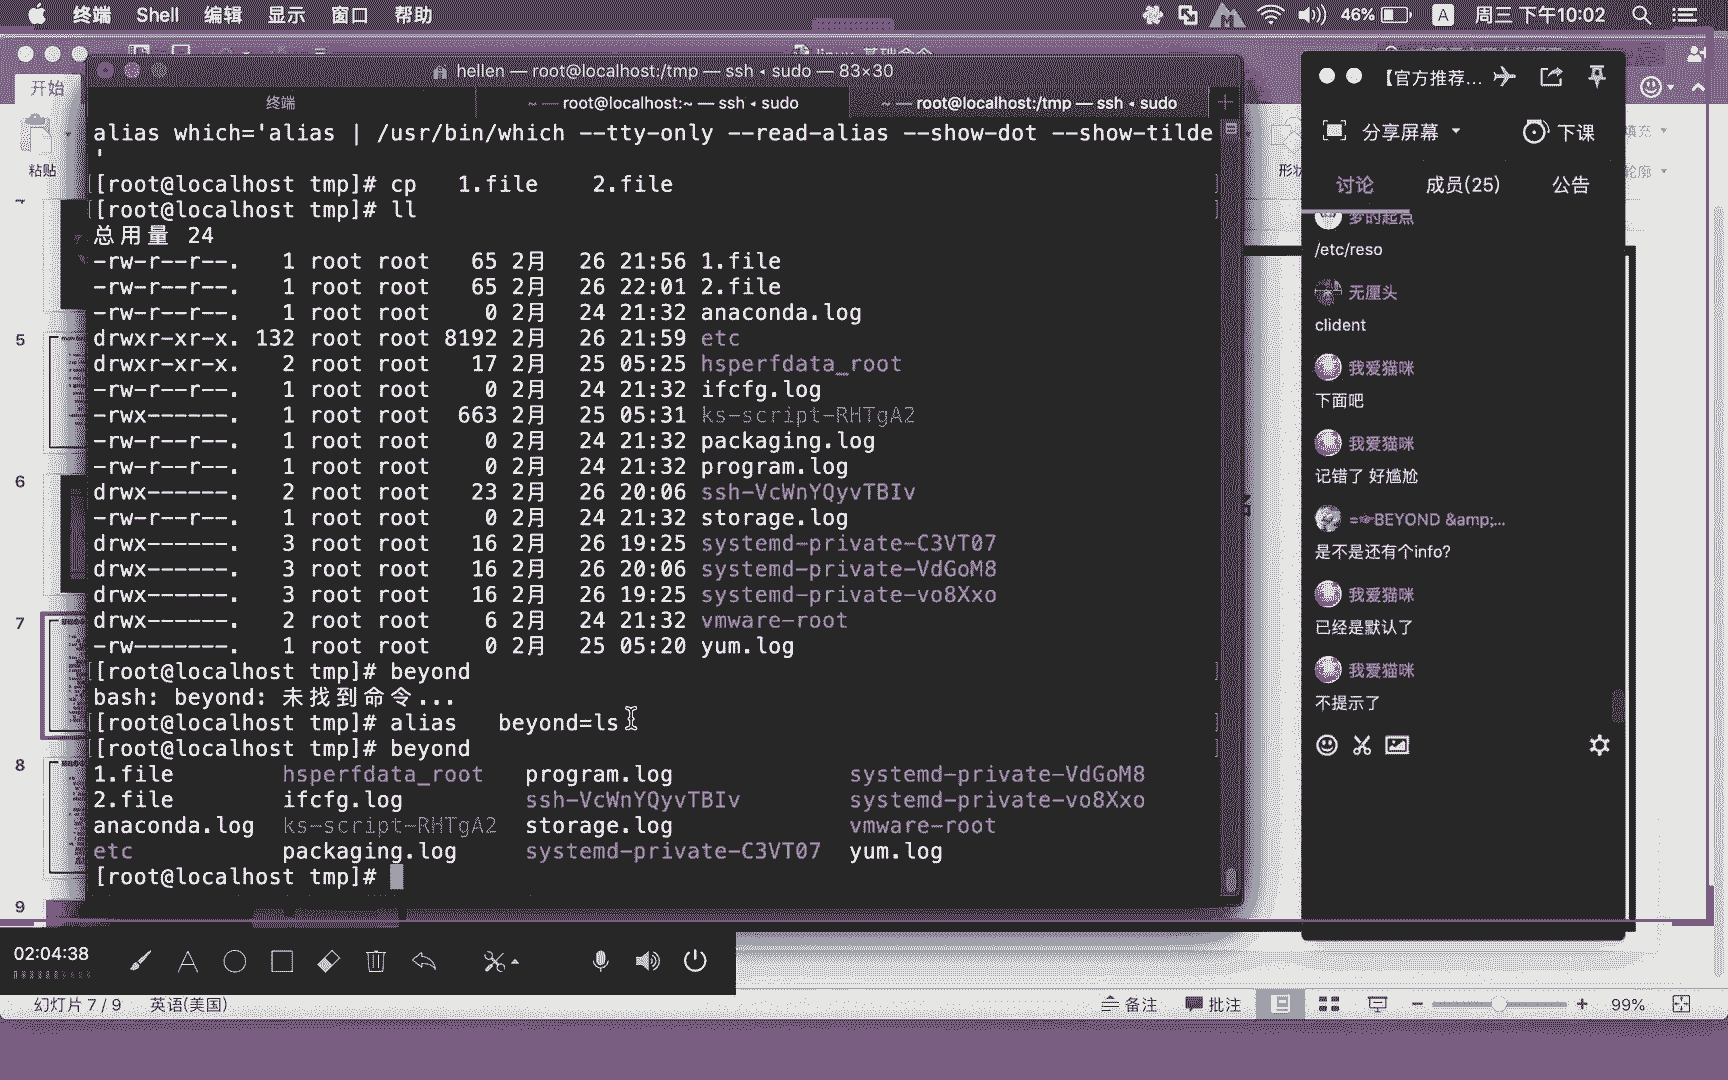 终端 Shell 编辑 显示 窗口 帮助 46% A 周三 下午10:02
开始
粘贴
hellen — root@localhost:/tmp — ssh ◂ sudo — 83×30
终端
~ — root@localhost:~ — ssh ◂ sudo
~ — root@localhost:/tmp — ssh ◂ sudo
alias which='alias | /usr/bin/which --tty-only --read-alias --show-dot --show-tilde
'
[root@localhost tmp]# cp   1.file    2.file
[root@localhost tmp]# ll
总用量 24
-rw-r--r--.   1 root root   65 2月  26 21:56 1.file
-rw-r--r--.   1 root root   65 2月  26 22:01 2.file
-rw-r--r--.   1 root root    0 2月  24 21:32 anaconda.log
drwxr-xr-x. 132 root root 8192 2月  26 21:59 etc
drwxr-xr-x.   2 root root   17 2月  25 05:25 hsperfdata_root
-rw-r--r--.   1 root root    0 2月  24 21:32 ifcfg.log
-rwx------.   1 root root  663 2月  25 05:31 ks-script-RHTgA2
-rw-r--r--.   1 root root    0 2月  24 21:32 packaging.log
-rw-r--r--.   1 root root    0 2月  24 21:32 program.log
drwx------.   2 root root   23 2月  26 20:06 ssh-VcWnYQyvTBIv
-rw-r--r--.   1 root root    0 2月  24 21:32 storage.log
drwx------.   3 root root   16 2月  26 19:25 systemd-private-C3VT07
drwx------.   3 root root   16 2月  26 20:06 systemd-private-VdGoM8
drwx------.   3 root root   16 2月  26 19:25 systemd-private-vo8Xxo
drwx------.   2 root root    6 2月  24 21:32 vmware-root
-rw-------.   1 root root    0 2月  25 05:20 yum.log
[root@localhost tmp]# beyond
bash: beyond: 未找到命令...
[root@localhost tmp]# alias   beyond=ls
[root@localhost tmp]# beyond
1.file        hsperfdata_root   program.log             systemd-private-VdGoM8
2.file        ifcfg.log         ssh-VcWnYQyvTBIv        systemd-private-vo8Xxo
anaconda.log  ks-script-RHTgA2  storage.log             vmware-root
etc           packaging.log     systemd-private-C3VT07  yum.log
[root@localhost tmp]#
5
6
7
8
9
【官方推荐...
分享屏幕 下课
讨论 成员(25) 公告
梦的起点
/etc/reso
无厘头
clident
我爱猫咪
下面吧
我爱猫咪
记错了 好尴尬
=☞BEYOND &amp;...
是不是还有个info?
我爱猫咪
已经是默认了
我爱猫咪
不提示了
填充
轮廓
02:04:38
幻灯片 7 / 9 英语(美国) 备注 批注 99%